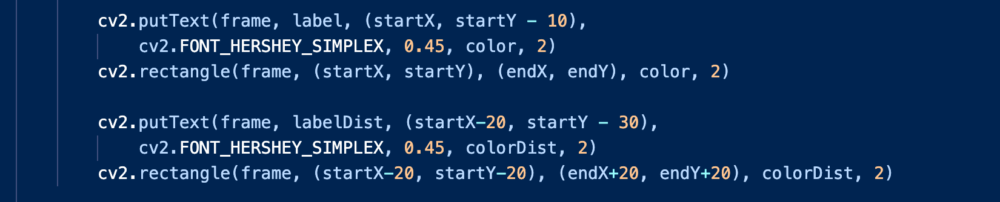 cv2.putText(frame, label, (startX, startY - 10),
    cv2.FONT_HERSHEY_SIMPLEX, 0.45, color, 2)
cv2.rectangle(frame, (startX, startY), (endX, endY), color, 2)

cv2.putText(frame, labelDist, (startX-20, startY - 30),
    cv2.FONT_HERSHEY_SIMPLEX, 0.45, colorDist, 2)
cv2.rectangle(frame, (startX-20, startY-20), (endX+20, endY+20), colorDist, 2)